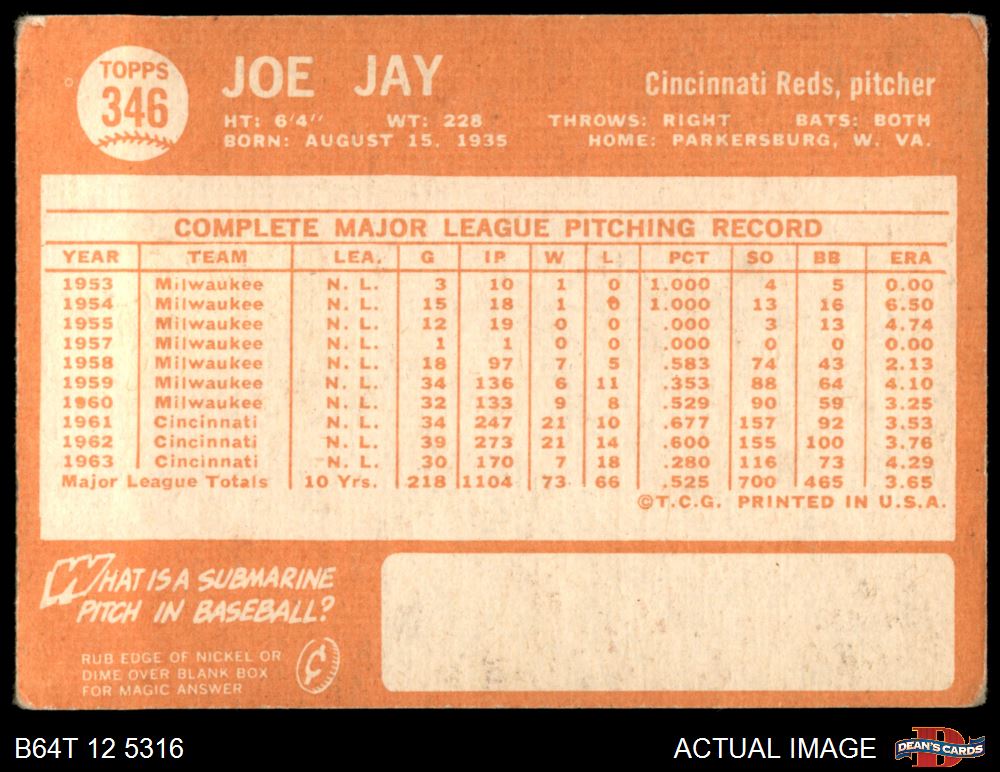 TOPPS
346
JOE JAY
Cincinnati Reds, pitcher
HT: 6'4" WT: 228 THROWS: RIGHT BATS: BOTH
BORN: AUGUST 15, 1935 HOME: PARKERSBURG, W. VA.
COMPLETE MAJOR LEAGUE PITCHING RECORD
YEAR TEAM LEA. G IP W L PCT SO BB ERA
1953 Milwaukee N. L. 3 10 1 0 1.000 4 5 0.00
1954 Milwaukee N. L. 15 18 1 0 1.000 13 16 6.50
1955 Milwaukee N. L. 12 19 0 0 .000 3 13 4.74
1957 Milwaukee N. L. 1 1 0 0 .000 0 0 0.00
1958 Milwaukee N. L. 18 97 7 5 .583 74 43 2.13
1959 Milwaukee N. L. 34 136 6 11 .353 88 64 4.10
1960 Milwaukee N. L. 32 133 9 8 .529 90 59 3.25
1961 Cincinnati N. L. 34 247 21 10 .677 157 92 3.53
1962 Cincinnati N. L. 39 273 21 14 .600 155 100 3.76
1963 Cincinnati N. L. 30 170 7 18 .280 116 73 4.29
Major League Totals 10 Yrs. 218 1104 73 66 .525 700 465 3.65
©T.C.G. PRINTED IN U.S.A.
WHAT IS A SUBMARINE
PITCH IN BASEBALL?
RUB EDGE OF NICKEL OR
DIME OVER BLANK BOX
FOR MAGIC ANSWER
B64T 12 5316
ACTUAL IMAGE
D
DEAN'S CARDS